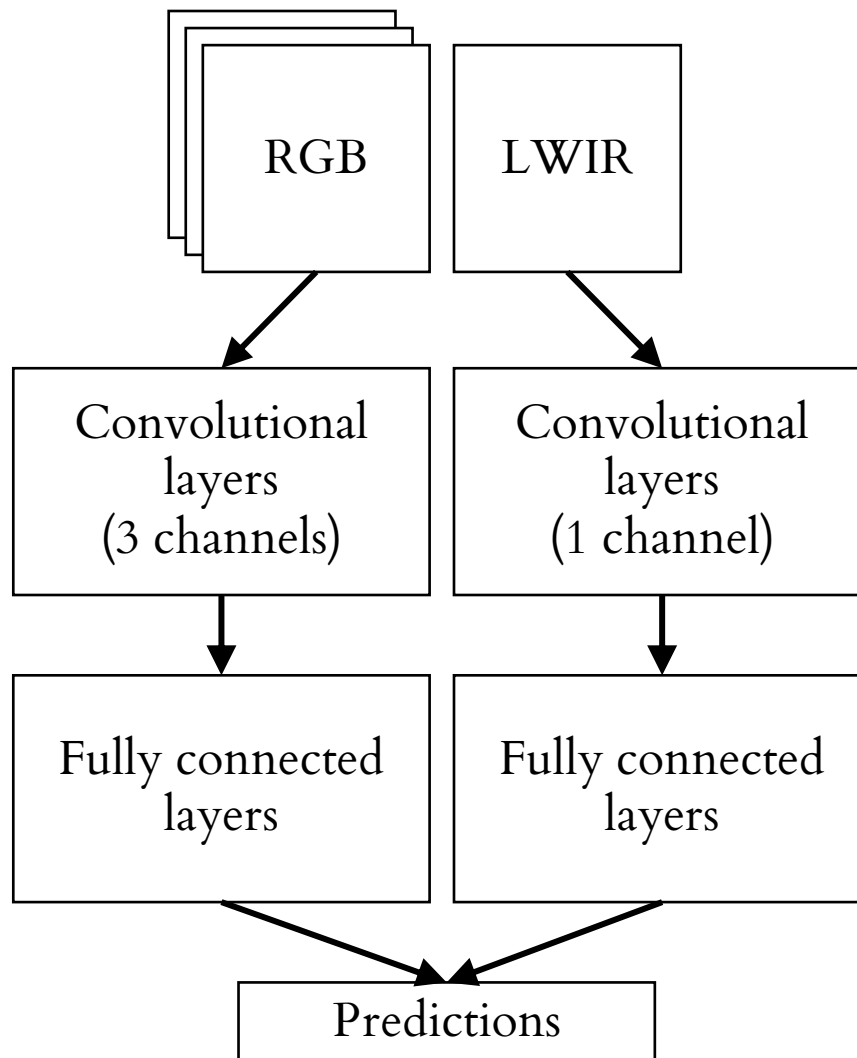 RGB
LWIR
Convolutional
layers
(3 channels)
Convolutional
layers
(1 channel)
Fully connected
layers
Fully connected
layers
Predictions